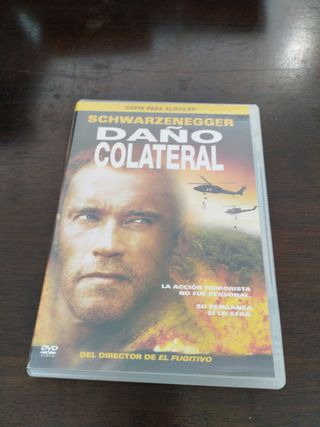 COPIA PARA ALQUILER
SCHWARZENEGGER
DAÑO
COLATERAL
LA ACCIÓN TERRORISTA
NO FUE PERSONAL.
SU VENGANZA
SÍ LO SERÁ.
DEL DIRECTOR DE EL FUGITIVO
DVD
VIDEO